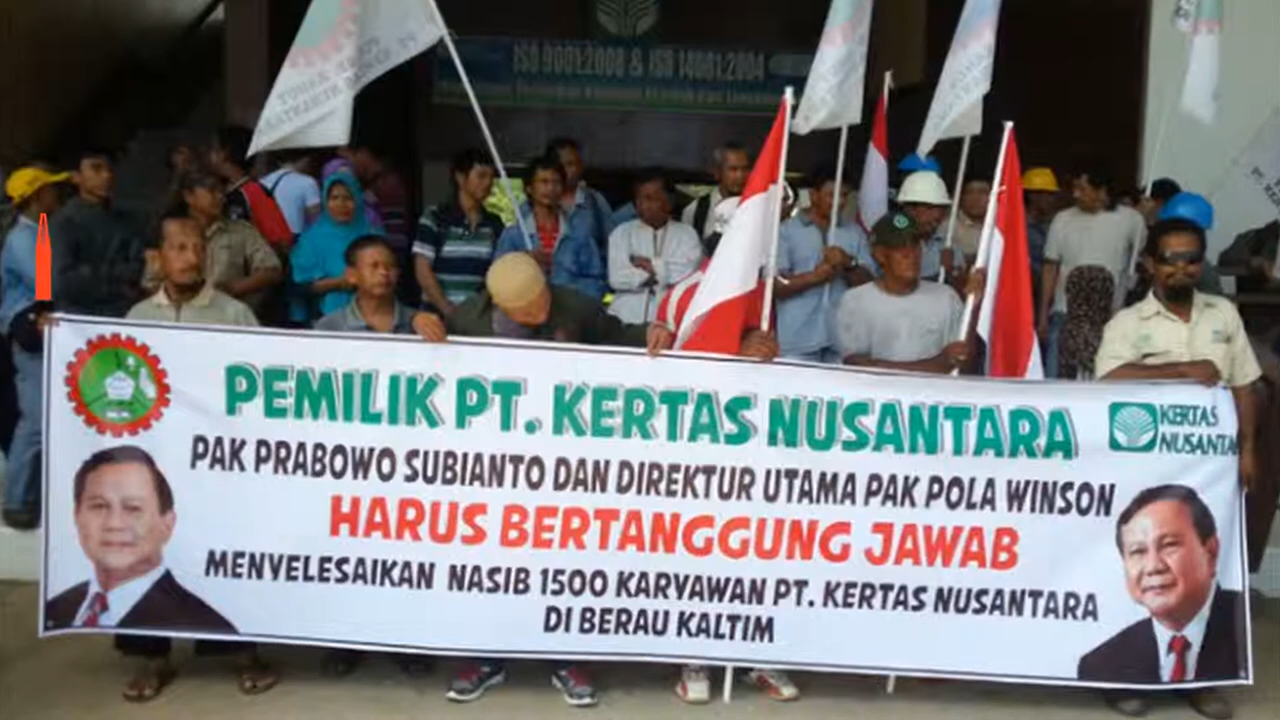 ISO 9001:2008 & ISO 14001:2004
PEMILIK PT. KERTAS NUSANTARA
KERTAS
NUSANTA
PAK PRABOWO SUBIANTO DAN DIREKTUR UTAMA PAK POLA WINSON
HARUS BERTANGGUNG JAWAB
MENYELESAIKAN NASIB 1500 KARYAWAN PT. KERTAS NUSANTARA
DI BERAU KALTIM